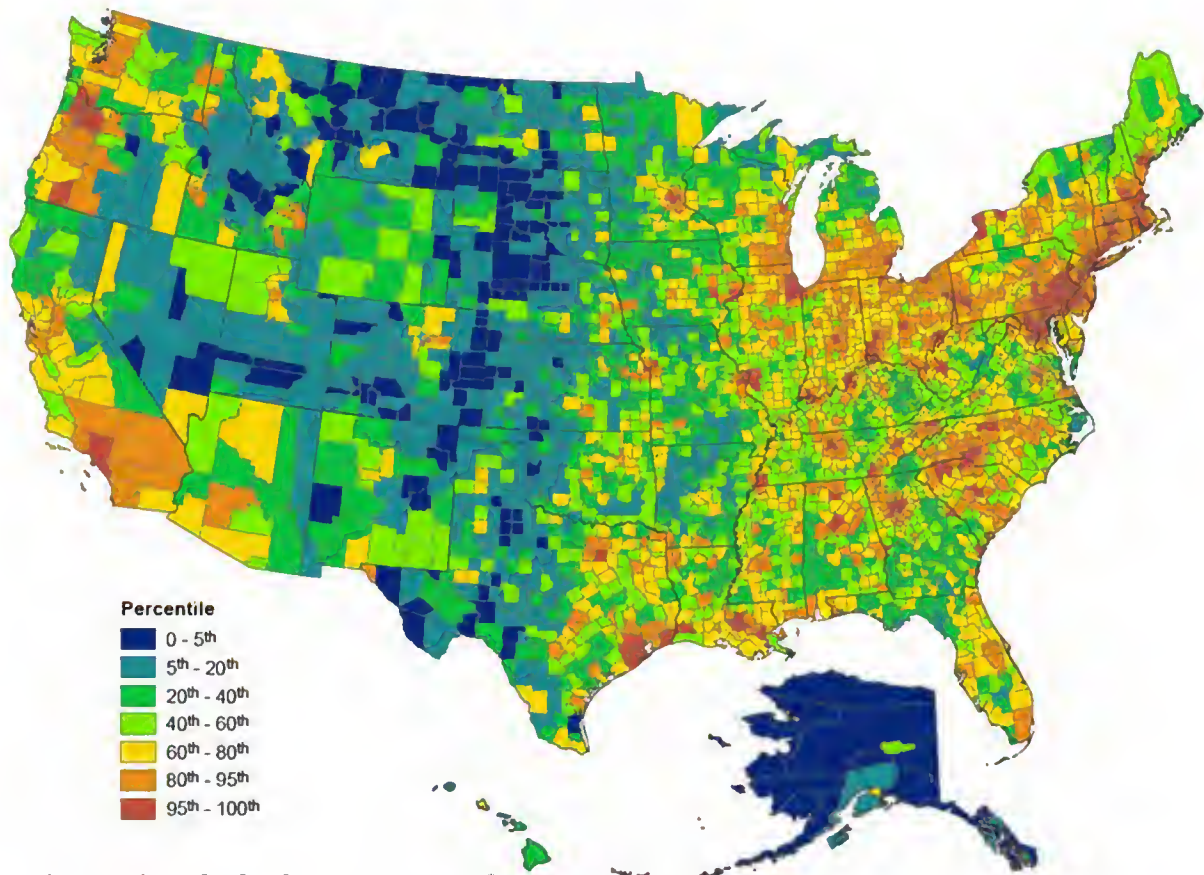 Percentile
0 - 5th
5th - 20th
20th - 40th
40th - 60th
60th - 80th
80th - 95th
95th - 100th